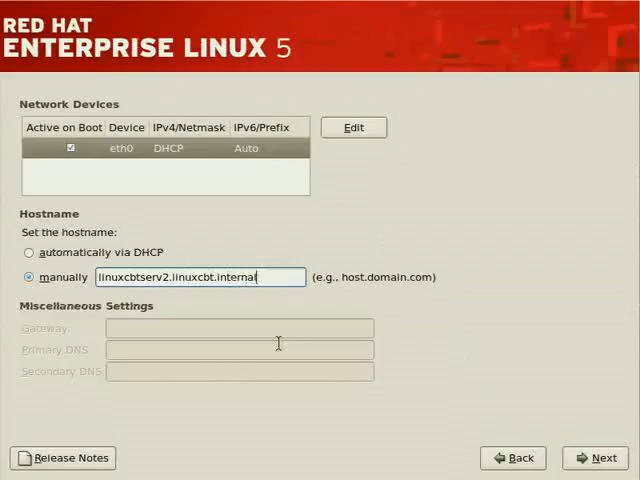 RED HAT
ENTERPRISE LINUX 5
Network Devices
Active on Boot Device IPv4/Netmask IPv6/Prefix
eth0 DHCP Auto
Edit
Hostname
Set the hostname:
automatically via DHCP
manually linuxcbtserv2.linuxcbt.internal (e.g., host.domain.com)
Miscellaneous Settings
Gateway:
Primary DNS:
Secondary DNS:
Release Notes
Back
Next